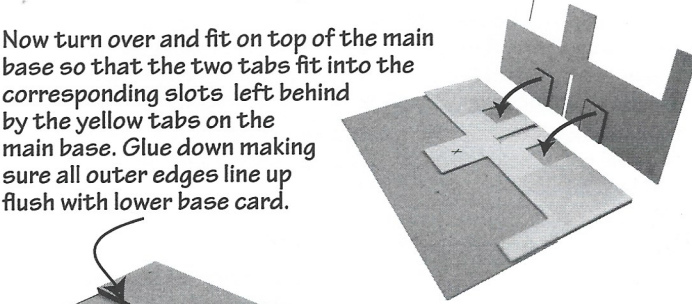 Now turn over and fit on top of the main
base so that the two tabs fit into the
corresponding slots left behind
by the yellow tabs on the
main base. Glue down making
sure all outer edges line up
flush with lower base card.
x